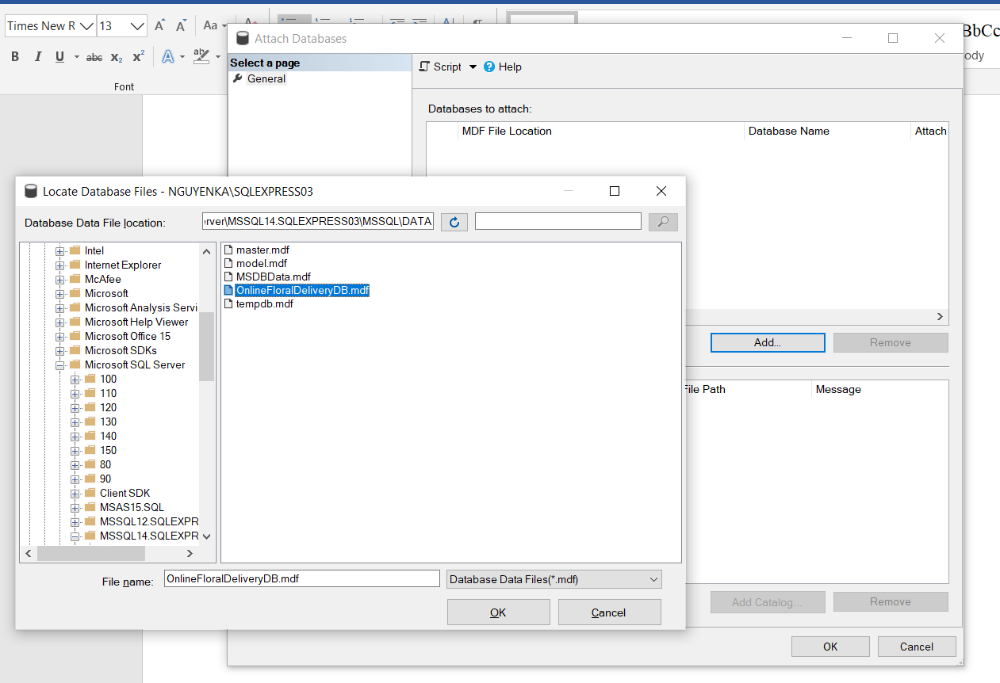 Times New R 13 Aa
B I U abc X2 X2 A ab
Font
BbCc
ody
Attach Databases
Select a page
General
Script Help
Databases to attach:
MDF File Location Database Name Attach
Add... Remove
File Path Message
Add Catalog... Remove
OK Cancel
Locate Database Files - NGUYENKA\SQLEXPRESS03
Database Data File location: rver\MSSQL14.SQLEXPRESS03\MSSQL\DATA
Intel
Internet Explorer
McAfee
Microsoft
Microsoft Analysis Servi
Microsoft Help Viewer
Microsoft Office 15
Microsoft SDKs
Microsoft SQL Server
100
110
120
130
140
150
80
90
Client SDK
MSAS15.SQL
MSSQL12.SQLEXPR
MSSQL14.SQLEXPR
master.mdf
model.mdf
MSDBData.mdf
OnlineFloralDeliveryDB.mdf
tempdb.mdf
File name: OnlineFloralDeliveryDB.mdf Database Data Files(*.mdf)
OK Cancel